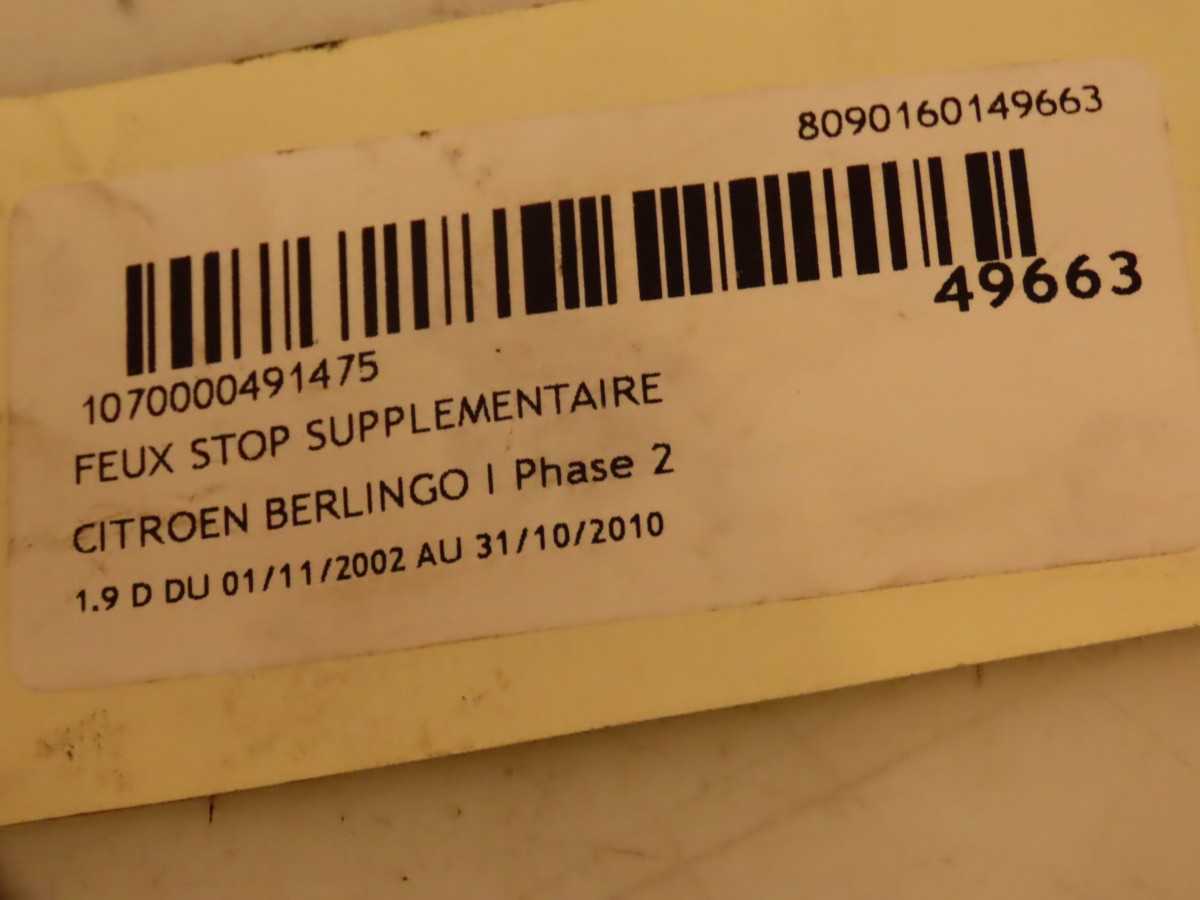 8090160149663
49663
1070000491475
FEUX STOP SUPPLEMENTAIRE
CITROEN BERLINGO I Phase 2
1.9 D DU 01/11/2002 AU 31/10/2010